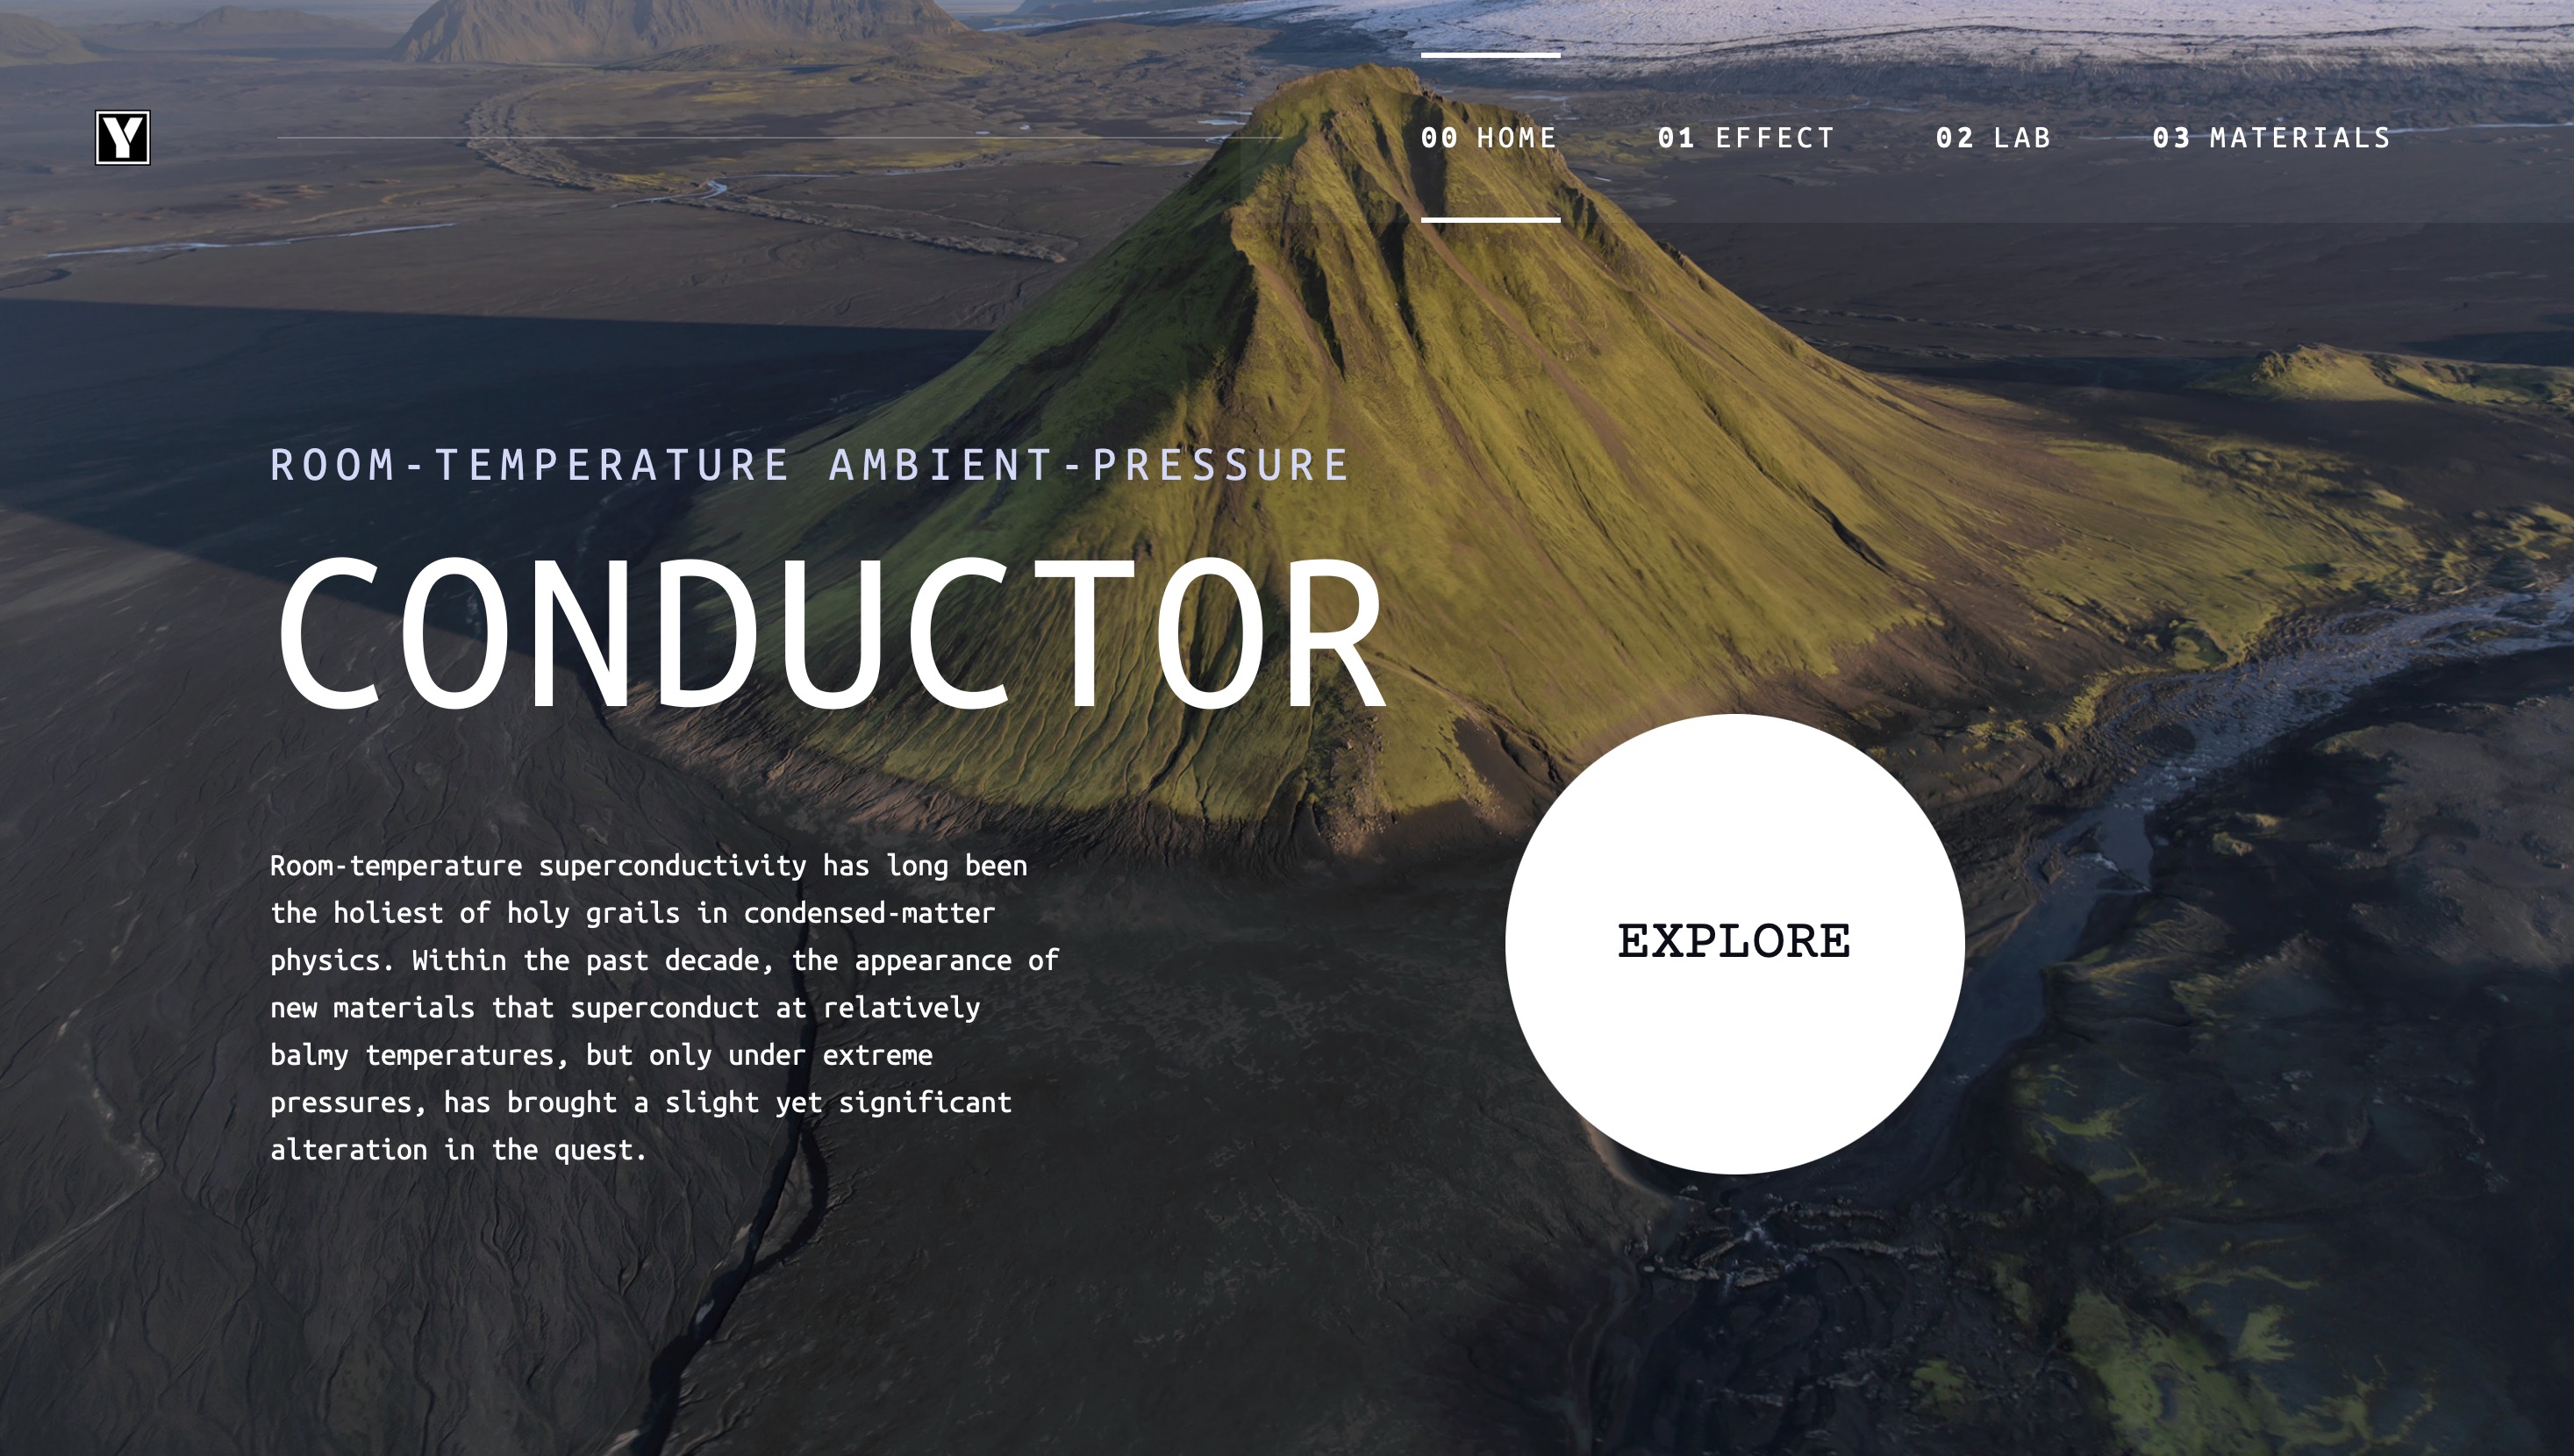 Y
00 HOME 01 EFFECT 02 LAB 03 MATERIALS
ROOM-TEMPERATURE AMBIENT-PRESSURE
CONDUCTOR
Room-temperature superconductivity has long been
the holiest of holy grails in condensed-matter
physics. Within the past decade, the appearance of
new materials that superconduct at relatively
balmy temperatures, but only under extreme
pressures, has brought a slight yet significant
alteration in the quest.
EXPLORE